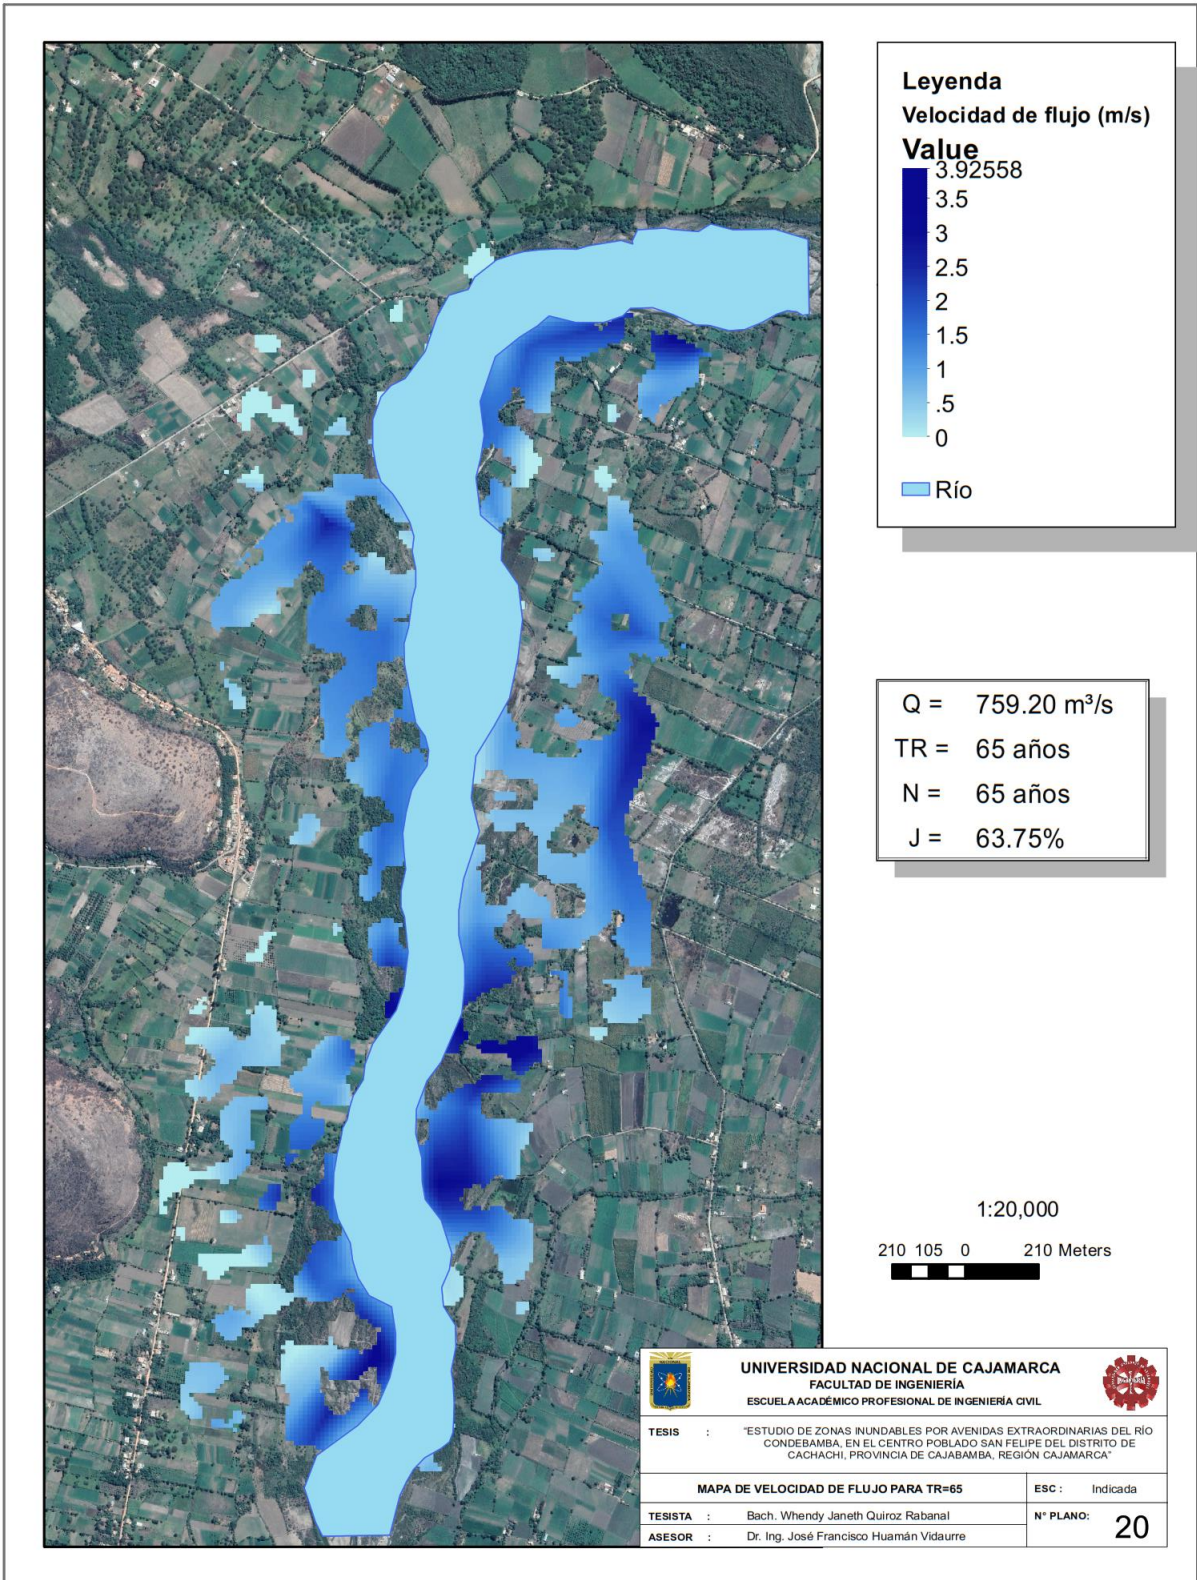 Leyenda
Velocidad de flujo (m/s)
Value
3.92558
3.5
3
2.5
2
1.5
1
.5
0
Río
Q = 759.20 m³/s
TR = 65 años
N = 65 años
J = 63.75%
1:20,000
210 105 0 210 Meters
UNIVERSIDAD NACIONAL DE CAJAMARCA
FACULTAD DE INGENIERÍA
ESCUELA ACADÉMICO PROFESIONAL DE INGENIERÍA CIVIL
TESIS : "ESTUDIO DE ZONAS INUNDABLES POR AVENIDAS EXTRAORDINARIAS DEL RÍO
CONDEBAMBA, EN EL CENTRO POBLADO SAN FELIPE DEL DISTRITO DE
CACHACHI, PROVINCIA DE CAJABAMBA, REGIÓN CAJAMARCA"
MAPA DE VELOCIDAD DE FLUJO PARA TR=65
ESC : Indicada
TESISTA : Bach. Whendy Janeth Quiroz Rabanal
ASESOR : Dr. Ing. José Francisco Huamán Vidaurre
N° PLANO: 20